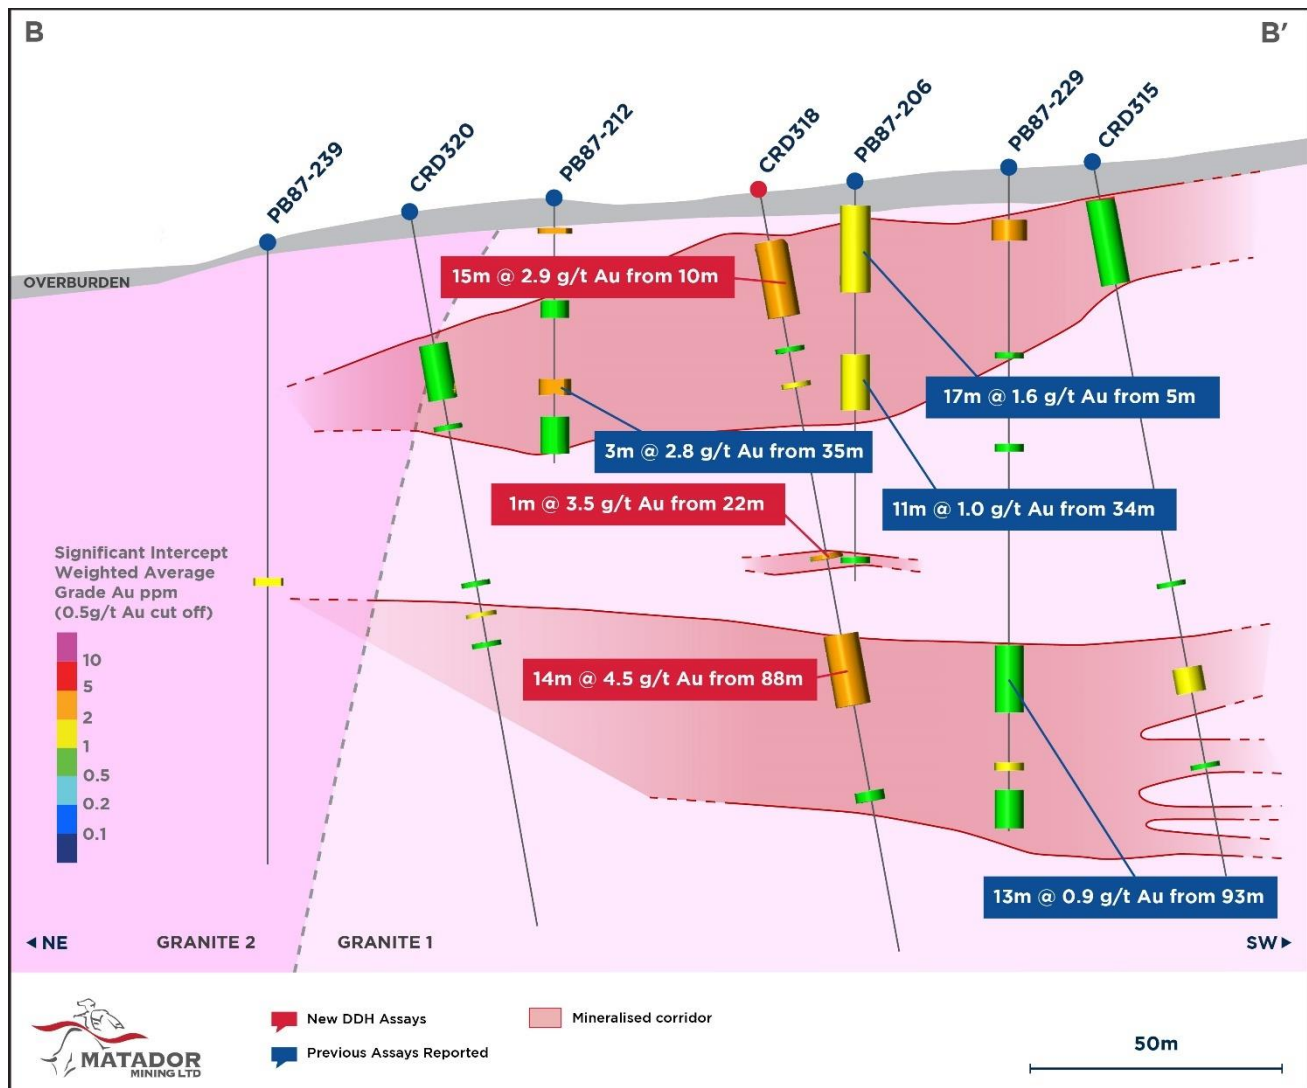 B
B′
PB87-239
CRD320
PB87-212
CRD318
PB87-206
PB87-229
CRD315
OVERBURDEN
15m @ 2.9 g/t Au from 10m
17m @ 1.6 g/t Au from 5m
3m @ 2.8 g/t Au from 35m
1m @ 3.5 g/t Au from 22m
11m @ 1.0 g/t Au from 34m
Significant Intercept
Weighted Average
Grade Au ppm
(0.5g/t Au cut off)
10
5
2
1
0.5
0.2
0.1
14m @ 4.5 g/t Au from 88m
13m @ 0.9 g/t Au from 93m
NE
GRANITE 2
GRANITE 1
SW
MATADOR
MINING LTD
New DDH Assays
Previous Assays Reported
Mineralised corridor
50m